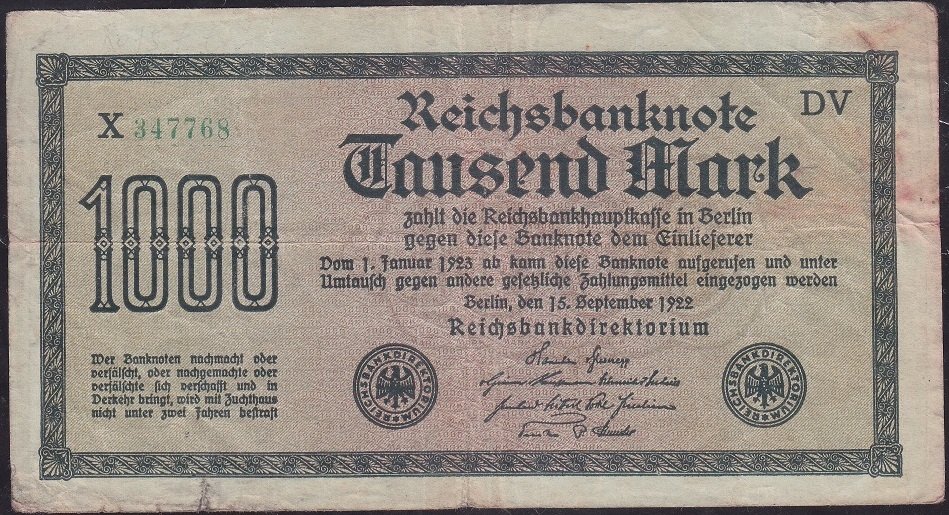 X 347768
DV
Reichsbanknote
Tausend Mark
1000
zahlt die Reichsbankhauptkasse in Berlin
gegen diese Banknote dem Einlieferer
Vom 1. Januar 1923 ab kann diese Banknote aufgerufen und unter
Umtausch gegen andere gesetzliche Zahlungsmittel eingezogen werden
Berlin, den 15. September 1922
Reichsbankdirektorium
Wer Banknoten nachmacht oder
verfälscht, oder nachgemachte oder
verfälschte sich verschafft und in
Verkehr bringt, wird mit Zuchthaus
nicht unter zwei Jahren bestraft
REICHSBANKDIREKTORIUM
REICHSBANKDIREKTORIUM